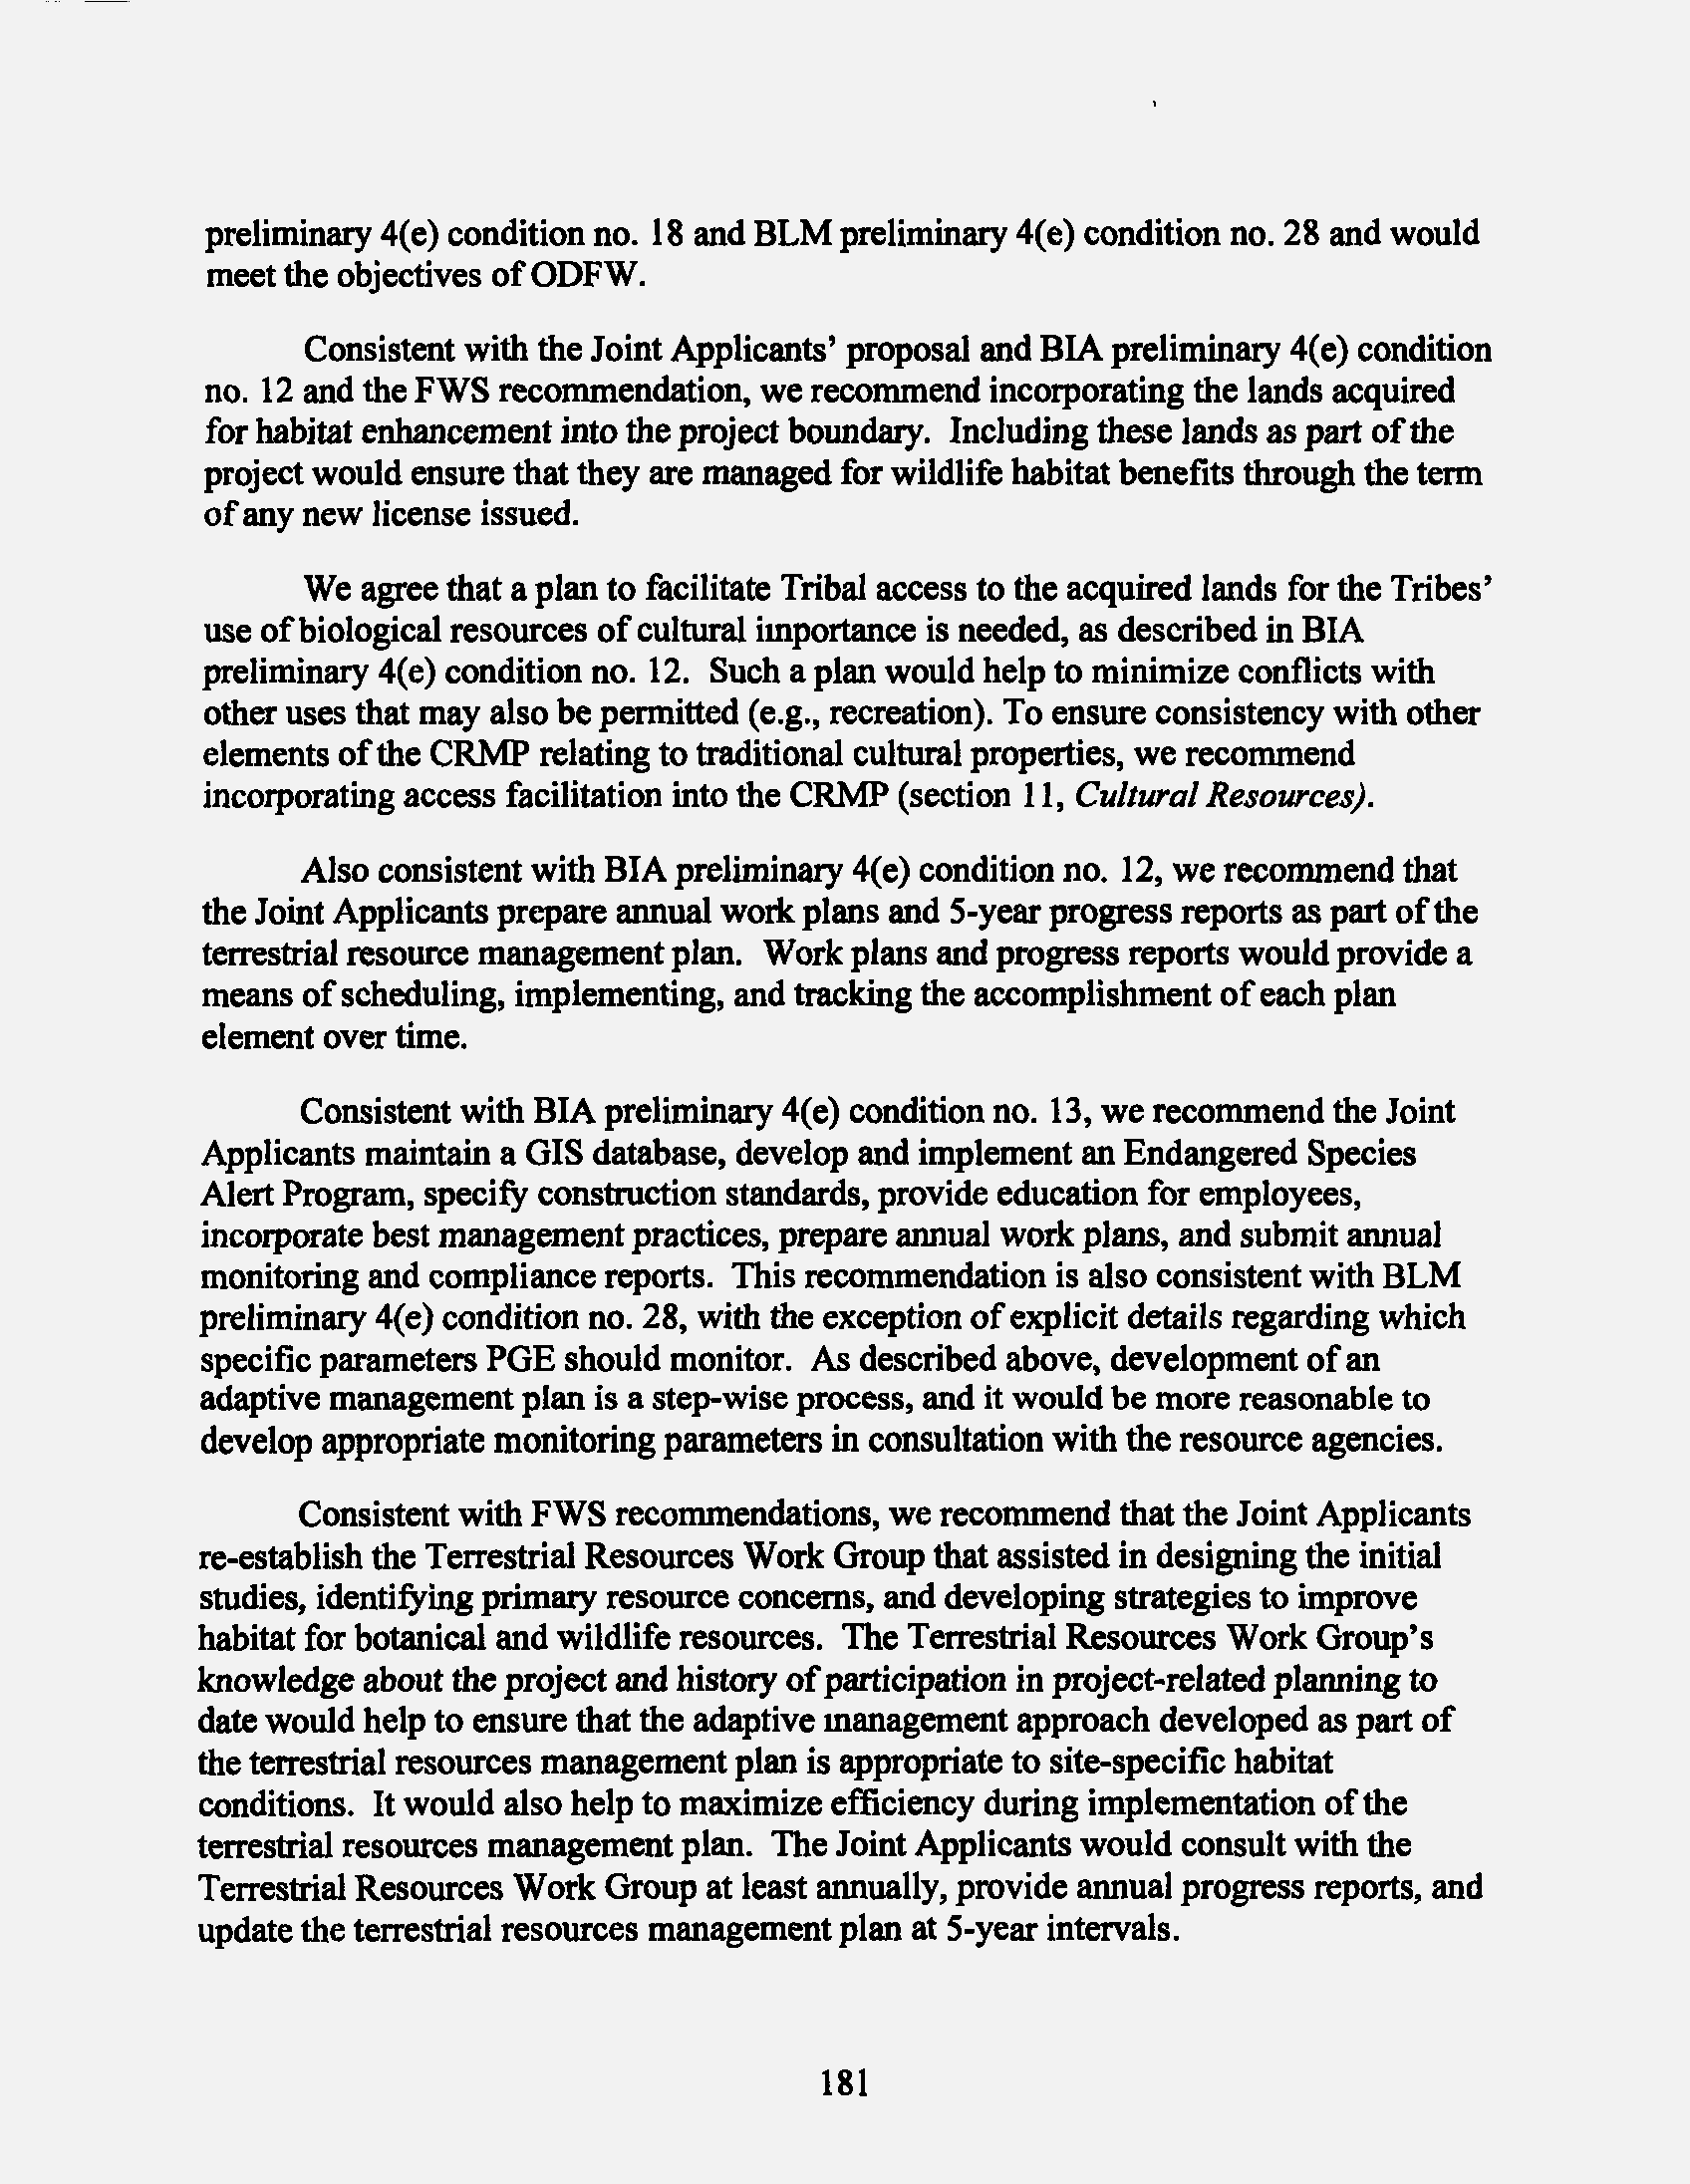 preliminary 4(e) condition no. 18 and BLM preliminary 4(e) condition no. 28 and would
meet the objectives of ODFW.
Consistent with the Joint Applicants' proposal and BIA preliminary 4(e) condition
no. 12 and the FWS recommendation, we recommend incorporating the lands acquired
for habitat enhancement into the project boundary. Including these lands as part of the
project would ensure that they are managed for wildlife habitat benefits through the term
of any new license issued.
We agree that a plan to facilitate Tribal access to the acquired lands for the Tribes'
use of biological resources of cultural importance is needed, as described in BIA
preliminary 4(e) condition no. 12. Such a plan would help to minimize conflicts with
other uses that may also be permitted (e.g., recreation). To ensure consistency with other
elements of the CRMP relating to traditional cultural properties, we recommend
incorporating access facilitation into the CRMP (section 11, Cultural Resources).
Also consistent with BIA preliminary 4(e) condition no. 12, we recommend that
the Joint Applicants prepare annual work plans and 5-year progress reports as part of the
terrestrial resource management plan. Work plans and progress reports would provide a
means of scheduling, implementing, and tracking the accomplishment of each plan
element over time.
Consistent with BIA preliminary 4(e) condition no. 13, we recommend the Joint
Applicants maintain a GIS database, develop and implement an Endangered Species
Alert Program, specify construction standards, provide education for employees,
incorporate best management practices, prepare annual work plans, and submit annual
monitoring and compliance reports. This recommendation is also consistent with BLM
preliminary 4(e) condition no. 28, with the exception of explicit details regarding which
specific parameters PGE should monitor. As described above, development of an
adaptive management plan is a step-wise process, and it would be more reasonable to
develop appropriate monitoring parameters in consultation with the resource agencies.
Consistent with FWS recommendations, we recommend that the Joint Applicants
re-establish the Terrestrial Resources Work Group that assisted in designing the initial
studies, identifying primary resource concerns, and developing strategies to improve
habitat for botanical and wildlife resources. The Terrestrial Resources Work Group's
knowledge about the project and history of participation in project-related planning to
date would help to ensure that the adaptive management approach developed as part of
the terrestrial resources management plan is appropriate to site-specific habitat
conditions. It would also help to maximize efficiency during implementation of the
terrestrial resources management plan. The Joint Applicants would consult with the
Terrestrial Resources Work Group at least annually, provide annual progress reports, and
update the terrestrial resources management plan at 5-year intervals.
181